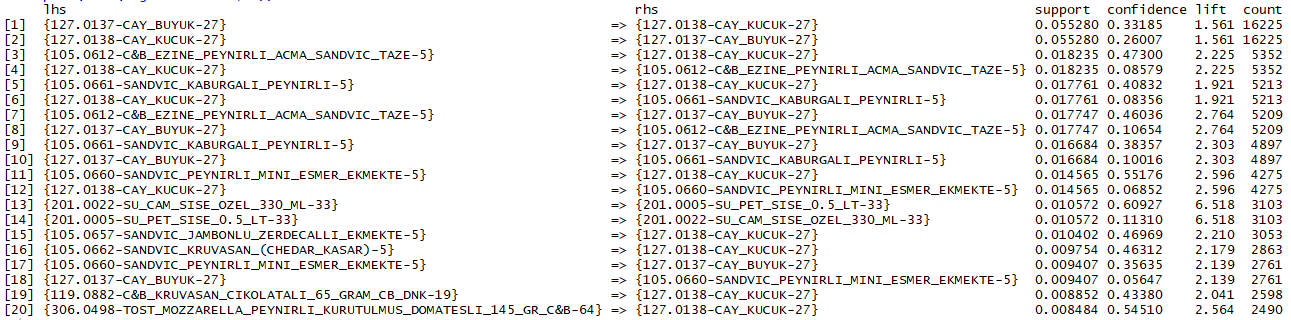 lhs rhs support confidence lift count
[1] {127.0137-CAY_BUYUK-27} => {127.0138-CAY_KUCUK-27} 0.055280 0.33185 1.561 16225
[2] {127.0138-CAY_KUCUK-27} => {127.0137-CAY_BUYUK-27} 0.055280 0.26007 1.561 16225
[3] {105.0612-C&B_EZINE_PEYNIRLI_ACMA_SANDVIC_TAZE-5} => {127.0138-CAY_KUCUK-27} 0.018235 0.47300 2.225 5352
[4] {127.0138-CAY_KUCUK-27} => {105.0612-C&B_EZINE_PEYNIRLI_ACMA_SANDVIC_TAZE-5} 0.018235 0.08579 2.225 5352
[5] {105.0661-SANDVIC_KABURGALI_PEYNIRLI-5} => {127.0138-CAY_KUCUK-27} 0.017761 0.40832 1.921 5213
[6] {127.0138-CAY_KUCUK-27} => {105.0661-SANDVIC_KABURGALI_PEYNIRLI-5} 0.017761 0.08356 1.921 5213
[7] {105.0612-C&B_EZINE_PEYNIRLI_ACMA_SANDVIC_TAZE-5} => {127.0137-CAY_BUYUK-27} 0.017747 0.46036 2.764 5209
[8] {127.0137-CAY_BUYUK-27} => {105.0612-C&B_EZINE_PEYNIRLI_ACMA_SANDVIC_TAZE-5} 0.017747 0.10654 2.764 5209
[9] {105.0661-SANDVIC_KABURGALI_PEYNIRLI-5} => {127.0137-CAY_BUYUK-27} 0.016684 0.38357 2.303 4897
[10] {127.0137-CAY_BUYUK-27} => {105.0661-SANDVIC_KABURGALI_PEYNIRLI-5} 0.016684 0.10016 2.303 4897
[11] {105.0660-SANDVIC_PEYNIRLI_MINI_ESMER_EKMEKTE-5} => {127.0138-CAY_KUCUK-27} 0.014565 0.55176 2.596 4275
[12] {127.0138-CAY_KUCUK-27} => {105.0660-SANDVIC_PEYNIRLI_MINI_ESMER_EKMEKTE-5} 0.014565 0.06852 2.596 4275
[13] {201.0022-SU_CAM_SISE_OZEL_330_ML-33} => {201.0005-SU_PET_SISE_0.5_LT-33} 0.010572 0.60927 6.518 3103
[14] {201.0005-SU_PET_SISE_0.5_LT-33} => {201.0022-SU_CAM_SISE_OZEL_330_ML-33} 0.010572 0.11310 6.518 3103
[15] {105.0657-SANDVIC_JAMBONLU_ZERDECALLI_EKMEKTE-5} => {127.0138-CAY_KUCUK-27} 0.010402 0.46969 2.210 3053
[16] {105.0662-SANDVIC_KRUVASAN_(CHEDAR_KASAR)-5} => {127.0138-CAY_KUCUK-27} 0.009754 0.46312 2.179 2863
[17] {105.0660-SANDVIC_PEYNIRLI_MINI_ESMER_EKMEKTE-5} => {127.0137-CAY_BUYUK-27} 0.009407 0.35635 2.139 2761
[18] {127.0137-CAY_BUYUK-27} => {105.0660-SANDVIC_PEYNIRLI_MINI_ESMER_EKMEKTE-5} 0.009407 0.05647 2.139 2761
[19] {119.0882-C&B_KRUVASAN_CIKOLATALI_65_GRAM_CB_DNK-19} => {127.0138-CAY_KUCUK-27} 0.008852 0.43380 2.041 2598
[20] {306.0498-TOST_MOZZARELLA_PEYNIRLI_KURUTULMUS_DOMATESLI_145_GR_C&B-64} => {127.0138-CAY_KUCUK-27} 0.008484 0.54510 2.564 2490